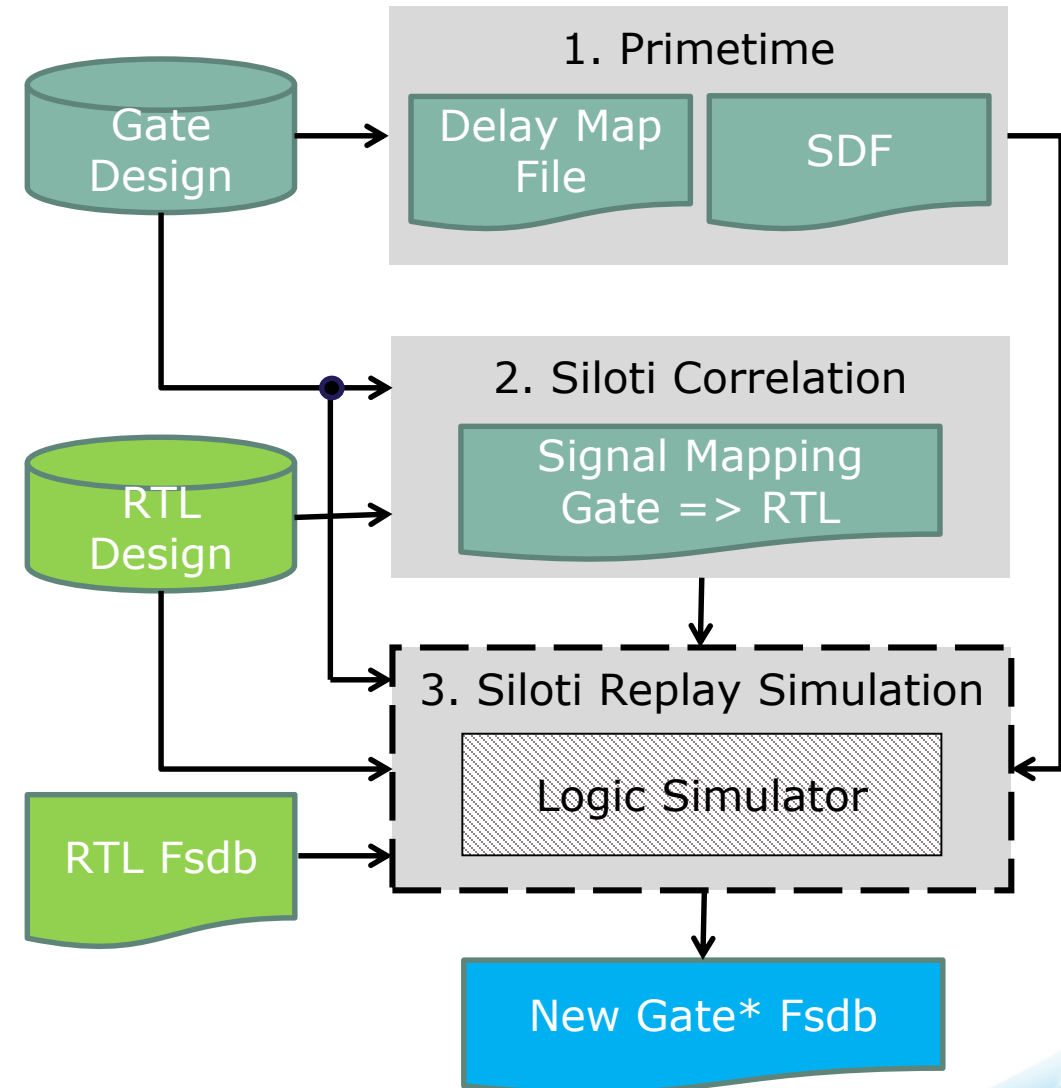 1. Primetime
Gate
Design
Delay Map
File
SDF
2. Siloti Correlation
Signal Mapping
Gate => RTL
RTL
Design
3. Siloti Replay Simulation
Logic Simulator
RTL Fsdb
New Gate* Fsdb